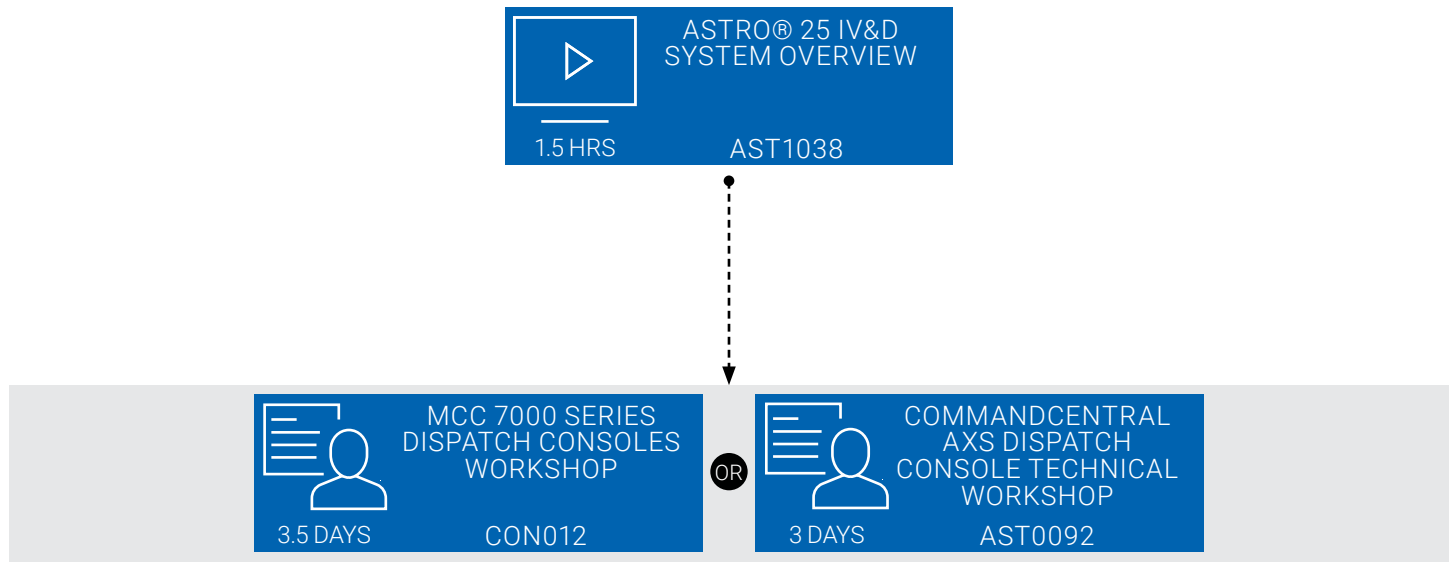 ASTRO® 25 IV&D
SYSTEM OVERVIEW
1.5 HRS
AST1038
MCC 7000 SERIES
DISPATCH CONSOLES
WORKSHOP
3.5 DAYS
CON012
OR
COMMANDCENTRAL
AXS DISPATCH
CONSOLE TECHNICAL
WORKSHOP
3 DAYS
AST0092